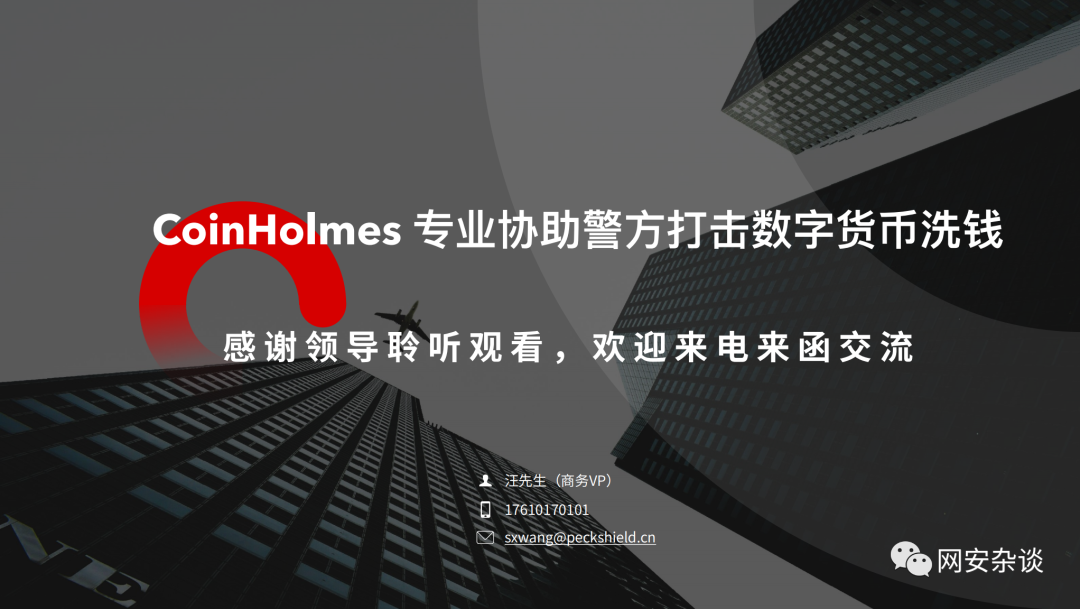 CoinHolmes 专业协助警方打击数字货币洗钱
感谢领导聆听观看，欢迎来电来函交流
汪先生（商务VP）
17610170101
sxwang@peckshield.cn
网安杂谈